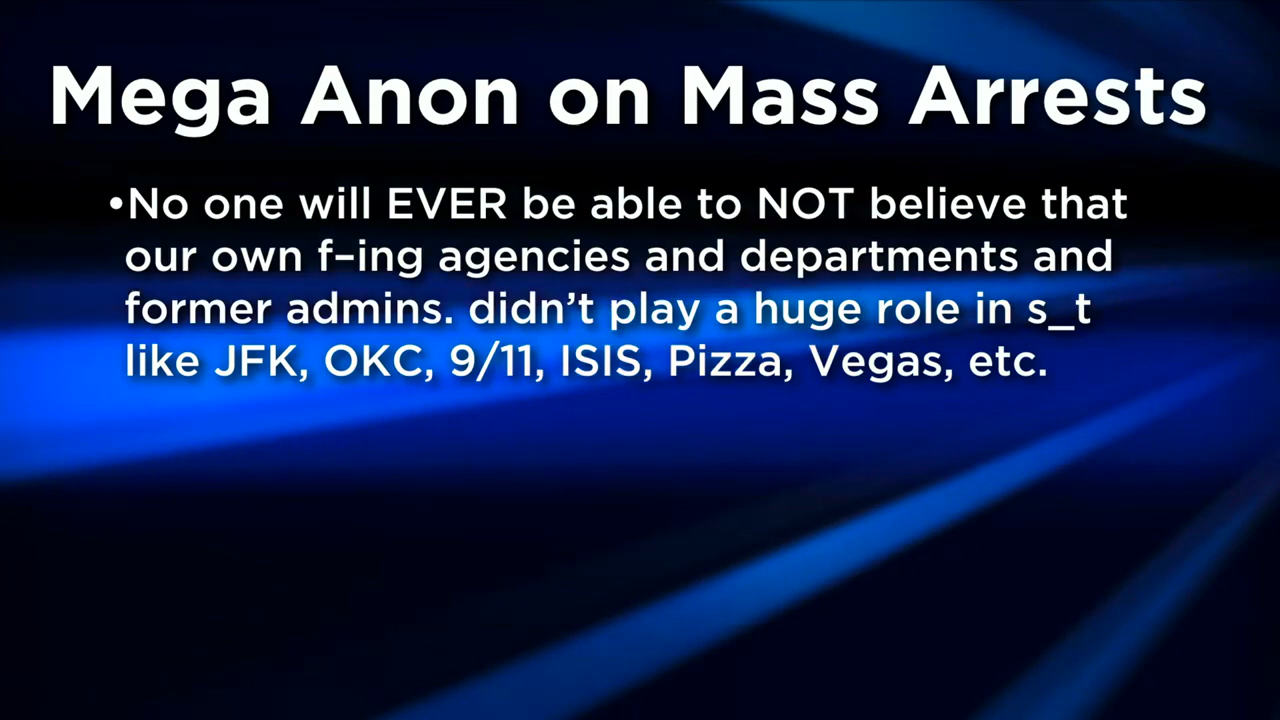 Mega Anon on Mass Arrests
•No one will EVER be able to NOT believe that
our own f–ing agencies and departments and
former admins. didn’t play a huge role in s_t
like JFK, OKC, 9/11, ISIS, Pizza, Vegas, etc.